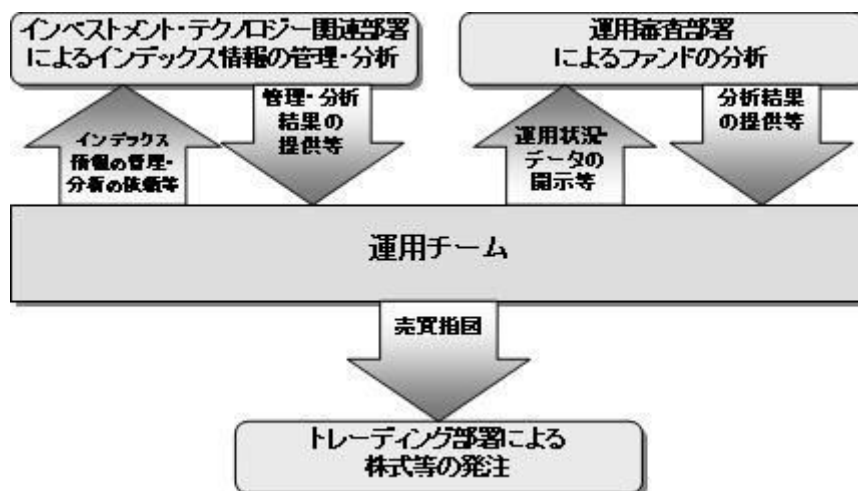 インベストメント・テクノロジー関連部署
によるインデックス情報の管理・分析
運用審査部署
によるファンドの分析
インデックス
情報の管理・
分析の依頼等
管理・分析
結果の
提供等
運用状況・
データの
開示等
分析結果
の提供等
運用チーム
売買指図
トレーディング部署による
株式等の発注